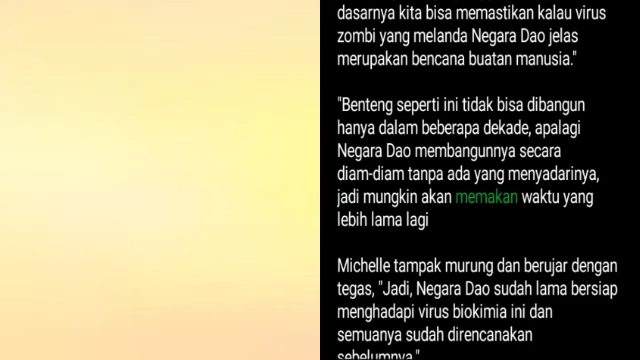 dasarnya kita bisa memastikan kalau virus
zombi yang melanda Negara Dao jelas
merupakan bencana buatan manusia."
"Benteng seperti ini tidak bisa dibangun
hanya dalam beberapa dekade, apalagi
Negara Dao membangunnya secara
diam-diam tanpa ada yang menyadarinya,
jadi mungkin akan memakan waktu yang
lebih lama lagi
Michelle tampak murung dan berujar dengan
tegas, "Jadi, Negara Dao sudah lama bersiap
menghadapi virus biokimia ini dan
semuanya sudah direncanakan
sebelumnya."